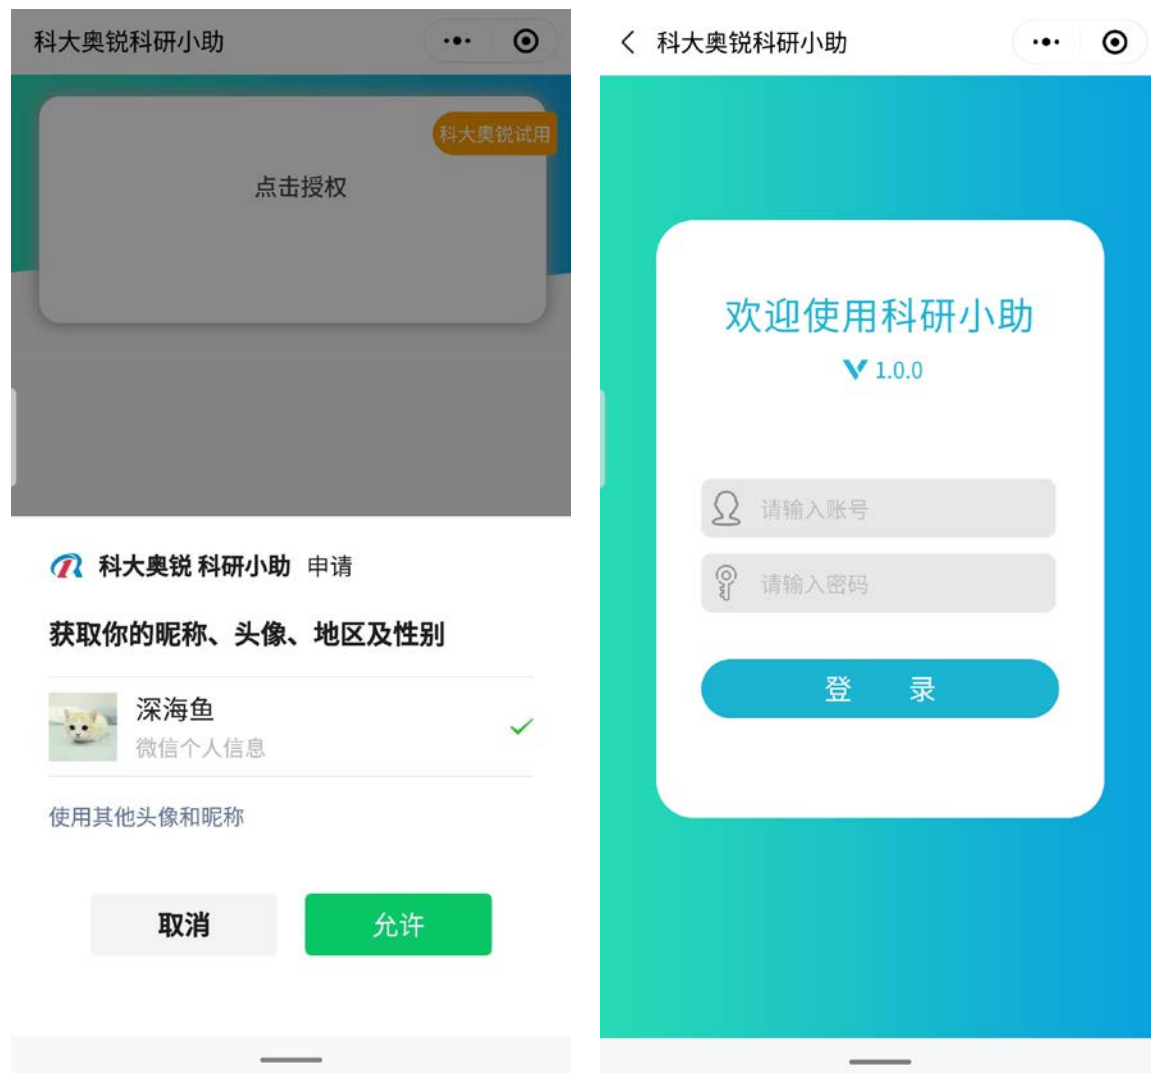 科大奥锐科研小助
科大奥锐试用
点击授权
科大奥锐 科研小助 申请
获取你的昵称、头像、地区及性别
深海鱼
微信个人信息
使用其他头像和昵称
取消
允许
科大奥锐科研小助
欢迎使用科研小助
V 1.0.0
请输入账号
请输入密码
登 录